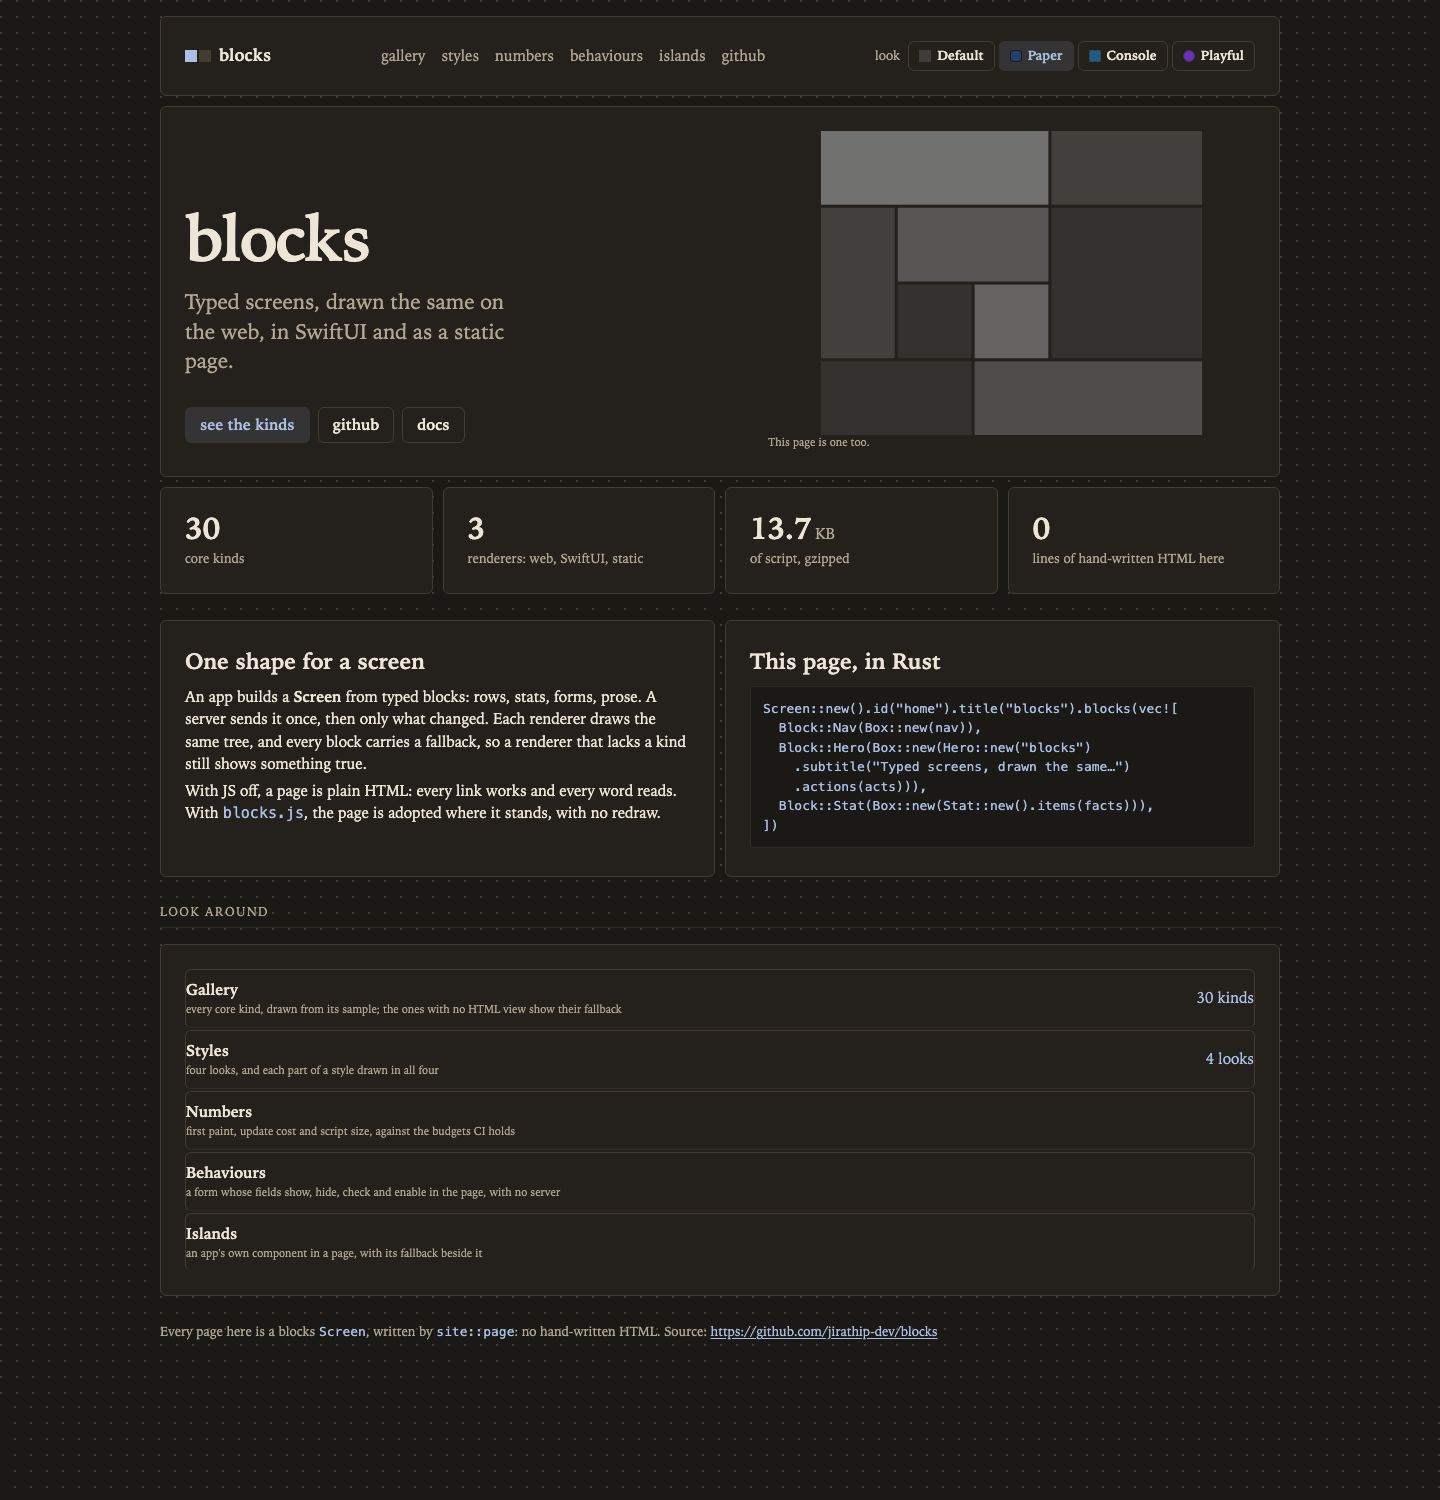 blocks
gallery styles numbers behaviours islands github
look Default Paper Console Playful
blocks
Typed screens, drawn the same on
the web, in SwiftUI and as a static
page.
see the kinds github docs
This page is one too.
30
core kinds
3
renderers: web, SwiftUI, static
13.7 KB
of script, gzipped
0
lines of hand-written HTML here
One shape for a screen
An app builds a Screen from typed blocks: rows, stats, forms, prose. A
server sends it once, then only what changed. Each renderer draws the
same tree, and every block carries a fallback, so a renderer that lacks a kind
still shows something true.
With JS off, a page is plain HTML: every link works and every word reads.
With blocks.js, the page is adopted where it stands, with no redraw.
This page, in Rust
Screen::new().id("home").title("blocks").blocks(vec![
  Block::Nav(Box::new(nav)),
  Block::Hero(Box::new(Hero::new("blocks")
    .subtitle("Typed screens, drawn the same…")
    .actions(acts))),
  Block::Stat(Box::new(Stat::new().items(facts))),
])
LOOK AROUND
Gallery
every core kind, drawn from its sample; the ones with no HTML view show their fallback
30 kinds
Styles
four looks, and each part of a style drawn in all four
4 looks
Numbers
first paint, update cost and script size, against the budgets CI holds
Behaviours
a form whose fields show, hide, check and enable in the page, with no server
Islands
an app's own component in a page, with its fallback beside it
Every page here is a blocks Screen, written by site::page: no hand-written HTML. Source: https://github.com/jirathip-dev/blocks